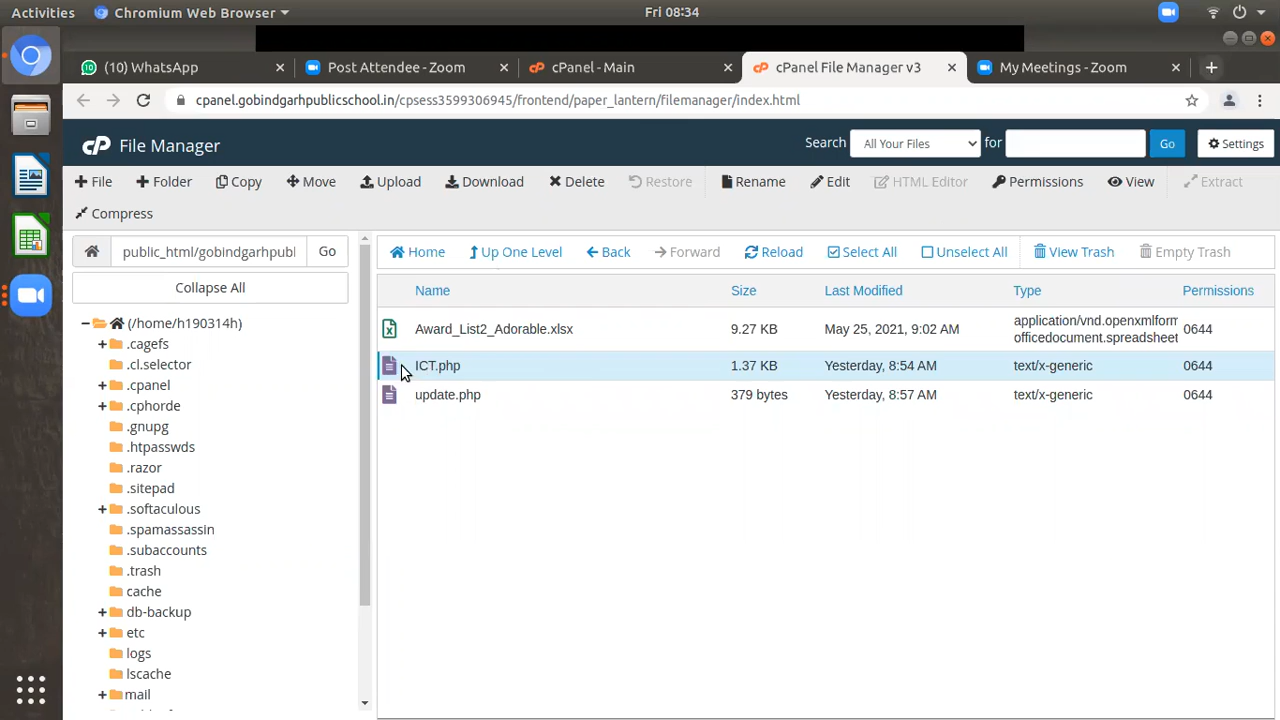 Activities Chromium Web Browser Fri 08:34
(10) WhatsApp Post Attendee - Zoom cPanel - Main cPanel File Manager v3 My Meetings - Zoom
cpanel.gobindgarhpublicschool.in/cpsess3599306945/frontend/paper_lantern/filemanager/index.html
cP File Manager Search All Your Files for Go Settings
File Folder Copy Move Upload Download Delete Restore Rename Edit HTML Editor Permissions View Extract
Compress
public_html/gobindgarhpubl Go Home Up One Level Back Forward Reload Select All Unselect All View Trash Empty Trash
Collapse All
Name Size Last Modified Type Permissions
Award_List2_Adorable.xlsx 9.27 KB May 25, 2021, 9:02 AM application/vnd.openxmlform 0644
officedocument.spreadsheet
ICT.php 1.37 KB Yesterday, 8:54 AM text/x-generic 0644
update.php 379 bytes Yesterday, 8:57 AM text/x-generic 0644
(/home/h190314h)
.cagefs
.cl.selector
.cpanel
.cphorde
.gnupg
.htpasswds
.razor
.sitepad
.softaculous
.spamassassin
.subaccounts
.trash
cache
db-backup
etc
logs
lscache
mail